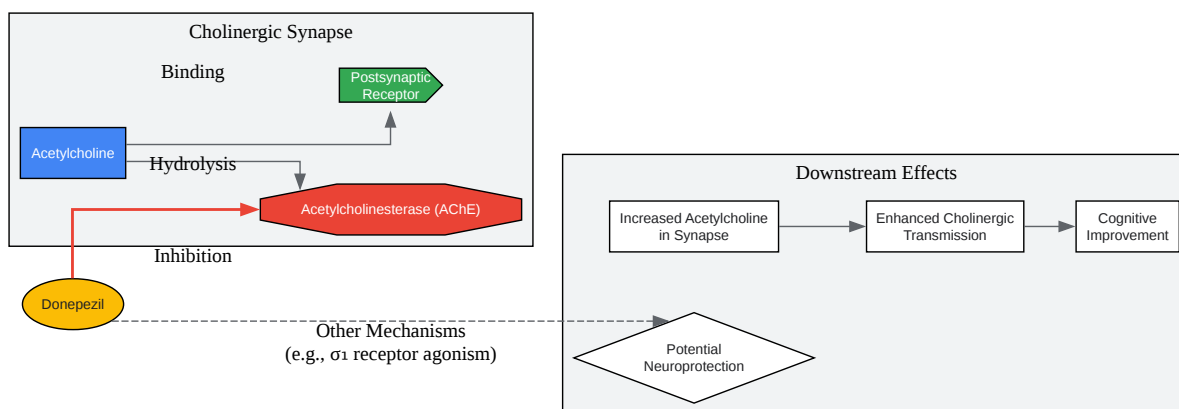 Cholinergic Synapse
Binding
Postsynaptic
Receptor
Acetylcholine
Hydrolysis
Acetylcholinesterase (AChE)
Inhibition
Donepezil
Other Mechanisms
(e.g., σ₁ receptor agonism)
Downstream Effects
Increased Acetylcholine
in Synapse
Enhanced Cholinergic
Transmission
Cognitive
Improvement
Potential
Neuroprotection